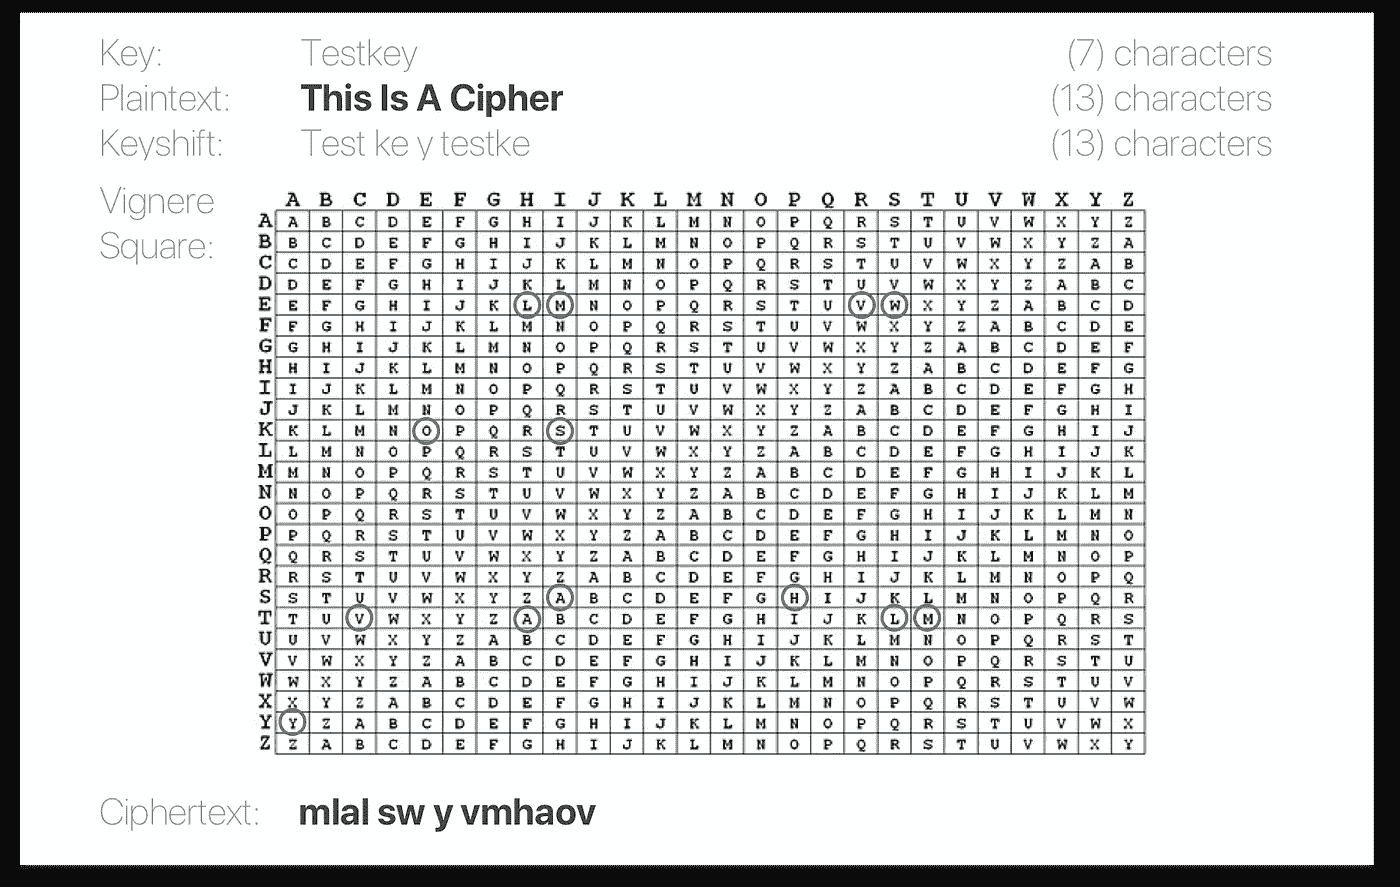 Key: Testkey (7) characters
Plaintext: This Is A Cipher (13) characters
Keyshift: Test ke y testke (13) characters
Vignere
Square:
A B C D E F G H I J K L M N O P Q R S T U V W X Y Z
A A B C D E F G H I J K L M N O P Q R S T U V W X Y Z
B B C D E F G H I J K L M N O P Q R S T U V W X Y Z A
C C D E F G H I J K L M N O P Q R S T U V W X Y Z A B
D D E F G H I J K L M N O P Q R S T U V W X Y Z A B C
E E F G H I J K L M N O P Q R S T U V W X Y Z A B C D
F F G H I J K L M N O P Q R S T U V W X Y Z A B C D E
G G H I J K L M N O P Q R S T U V W X Y Z A B C D E F
H H I J K L M N O P Q R S T U V W X Y Z A B C D E F G
I I J K L M N O P Q R S T U V W X Y Z A B C D E F G H
J J K L M N O P Q R S T U V W X Y Z A B C D E F G H I
K K L M N O P Q R S T U V W X Y Z A B C D E F G H I J
L L M N O P Q R S T U V W X Y Z A B C D E F G H I J K
M M N O P Q R S T U V W X Y Z A B C D E F G H I J K L
N N O P Q R S T U V W X Y Z A B C D E F G H I J K L M
O O P Q R S T U V W X Y Z A B C D E F G H I J K L M N
P P Q R S T U V W X Y Z A B C D E F G H I J K L M N O
Q Q R S T U V W X Y Z A B C D E F G H I J K L M N O P
R R S T U V W X Y Z A B C D E F G H I J K L M N O P Q
S S T U V W X Y Z A B C D E F G H I J K L M N O P Q R
T T U V W X Y Z A B C D E F G H I J K L M N O P Q R S
U U V W X Y Z A B C D E F G H I J K L M N O P Q R S T
V V W X Y Z A B C D E F G H I J K L M N O P Q R S T U
W W X Y Z A B C D E F G H I J K L M N O P Q R S T U V
X X Y Z A B C D E F G H I J K L M N O P Q R S T U V W
Y Y Z A B C D E F G H I J K L M N O P Q R S T U V W X
Z Z A B C D E F G H I J K L M N O P Q R S T U V W X Y
Ciphertext: mlal sw y vmhaov